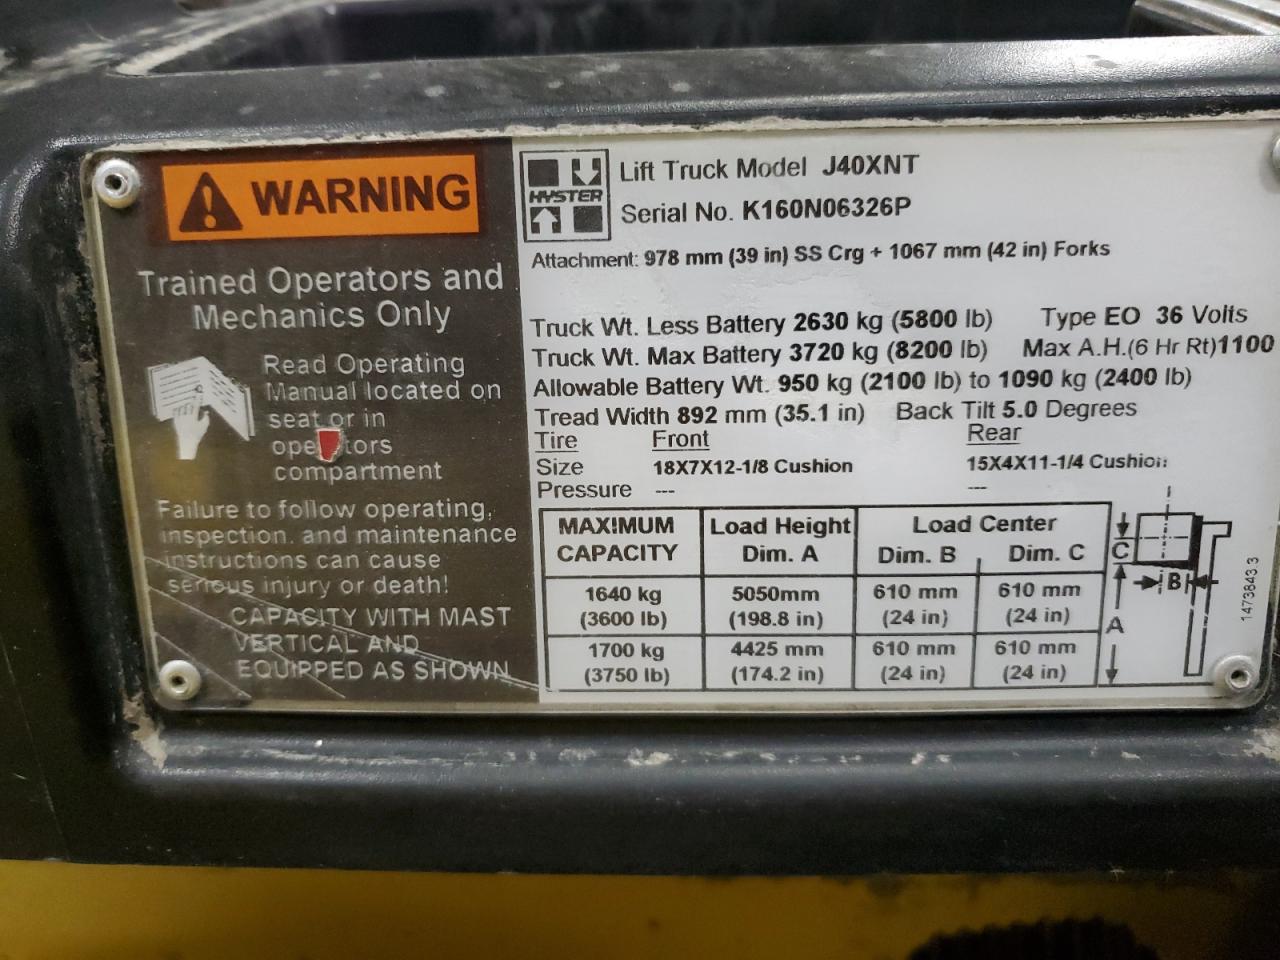 WARNING
Trained Operators and
Mechanics Only
Read Operating
Manual located on
seat or in
compartment
Failure to follow operating,
inspection. and maintenance
instructions can cause
serious injury or death!
CAPACITY WITH MAST
VERTICAL AND
EQUIPPED AS SHOWN
HYSTER
Lift Truck Model J40XNT
Serial No. K160N06326P
Attachment: 978 mm (39 in) SS Crg + 1067 mm (42 in) Forks
Truck Wt. Less Battery 2630 kg (5800 lb) Type EO 36 Volts
Truck Wt. Max Battery 3720 kg (8200 lb) Max A.H.(6 Hr Rt)1100
Allowable Battery Wt. 950 kg (2100 lb) to 1090 kg (2400 lb)
Tread Width 892 mm (35.1 in) Back Tilt 5.0 Degrees
Tire Front Rear
Size 18X7X12-1/8 Cushion 15X4X11-1/4 Cushion
Pressure --- ---
MAXIMUM Load Height Load Center
CAPACITY Dim. A Dim. B Dim. C
1640 kg 5050mm 610 mm 610 mm
(3600 lb) (198.8 in) (24 in) (24 in)
1700 kg 4425 mm 610 mm 610 mm
(3750 lb) (174.2 in) (24 in) (24 in)
C
B
A
1473843 3